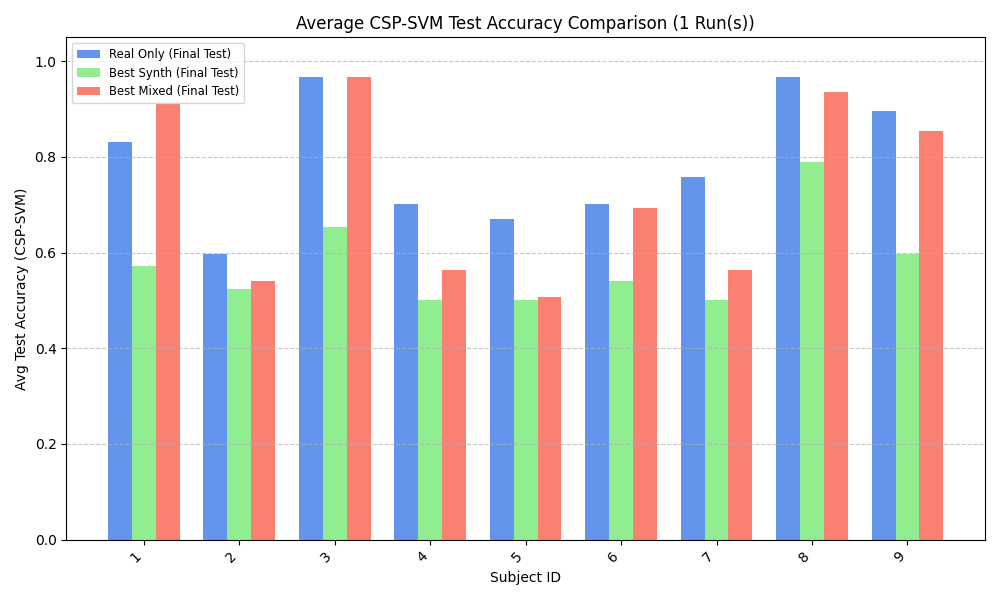 Average CSP-SVM Test Accuracy Comparison (1 Run(s))
Real Only (Final Test)
Best Synth (Final Test)
Best Mixed (Final Test)
Avg Test Accuracy (CSP-SVM)
1.0
0.8
0.6
0.4
0.2
0.0
1 2 3 4 5 6 7 8 9
Subject ID